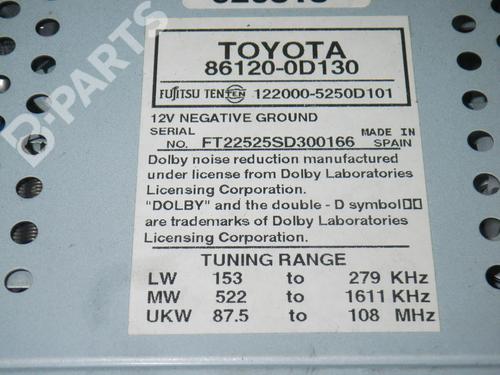 TOYOTA
86120-0D130
FUJITSU TEN TEN 122000-5250D101
12V NEGATIVE GROUND
SERIAL NO. FT22525SD300166 MADE IN SPAIN
Dolby noise reduction manufactured
under license from Dolby Laboratories
Licensing Corporation.
"DOLBY" and the double - D symbol
are trademarks of Dolby Laboratories
Licensing Corporation.
TUNING RANGE
LW 153 to 279 KHz
MW 522 to 1611 KHz
UKW 87.5 to 108 MHz
D-PARTS